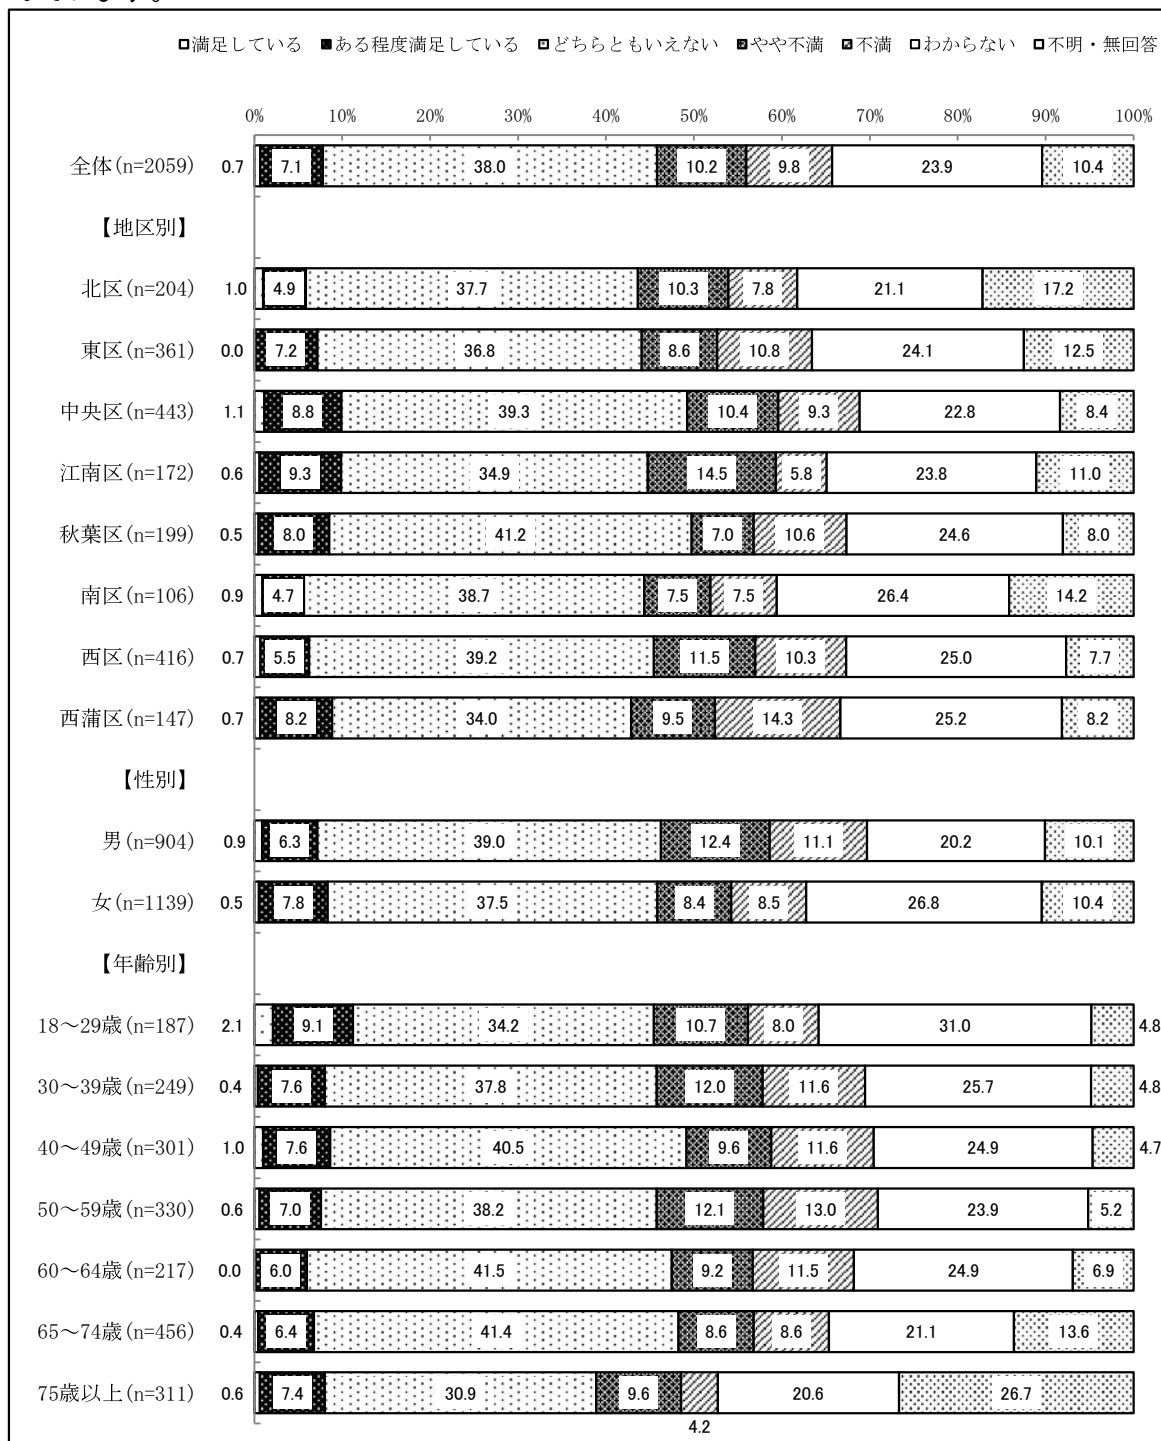 □満足している ■ある程度満足している □どちらともいえない ■やや不満 □不満 □わからない □不明・無回答
0% 10% 20% 30% 40% 50% 60% 70% 80% 90% 100%
全体(n=2059) 0.7 7.1 38.0 10.2 9.8 23.9 10.4
【地区別】
北区(n=204) 1.0 4.9 37.7 10.3 7.8 21.1 17.2
東区(n=361) 0.0 7.2 36.8 8.6 10.8 24.1 12.5
中央区(n=443) 1.1 8.8 39.3 10.4 9.3 22.8 8.4
江南区(n=172) 0.6 9.3 34.9 14.5 5.8 23.8 11.0
秋葉区(n=199) 0.5 8.0 41.2 7.0 10.6 24.6 8.0
南区(n=106) 0.9 4.7 38.7 7.5 7.5 26.4 14.2
西区(n=416) 0.7 5.5 39.2 11.5 10.3 25.0 7.7
西蒲区(n=147) 0.7 8.2 34.0 9.5 14.3 25.2 8.2
【性別】
男(n=904) 0.9 6.3 39.0 12.4 11.1 20.2 10.1
女(n=1139) 0.5 7.8 37.5 8.4 8.5 26.8 10.4
【年齢別】
18～29歳(n=187) 2.1 9.1 34.2 10.7 8.0 31.0 4.8
30～39歳(n=249) 0.4 7.6 37.8 12.0 11.6 25.7 4.8
40～49歳(n=301) 1.0 7.6 40.5 9.6 11.6 24.9 4.7
50～59歳(n=330) 0.6 7.0 38.2 12.1 13.0 23.9 5.2
60～64歳(n=217) 0.0 6.0 41.5 9.2 11.5 24.9 6.9
65～74歳(n=456) 0.4 6.4 41.4 8.6 8.6 21.1 13.6
75歳以上(n=311) 0.6 7.4 30.9 9.6 20.6 26.7
4.2